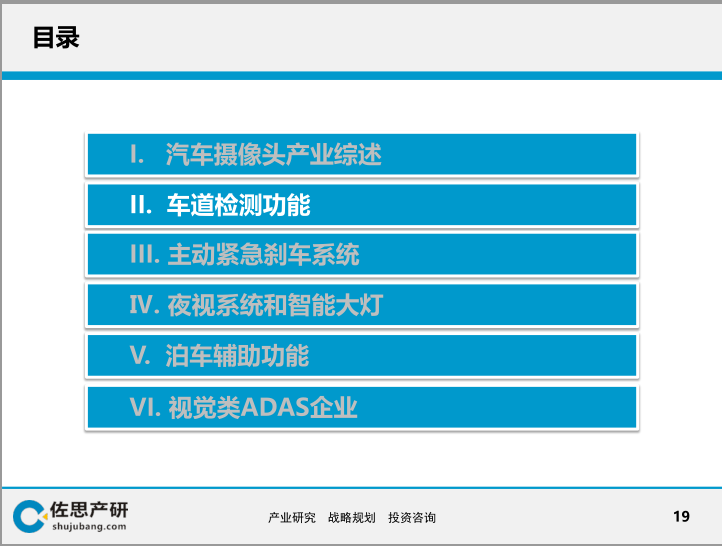 目录
I. 汽车摄像头产业综述
II. 车道检测功能
III. 主动紧急刹车系统
IV. 夜视系统和智能大灯
V. 泊车辅助功能
VI. 视觉类ADAS企业
佐思产研
shujubang.com
产业研究 战略规划 投资咨询
19